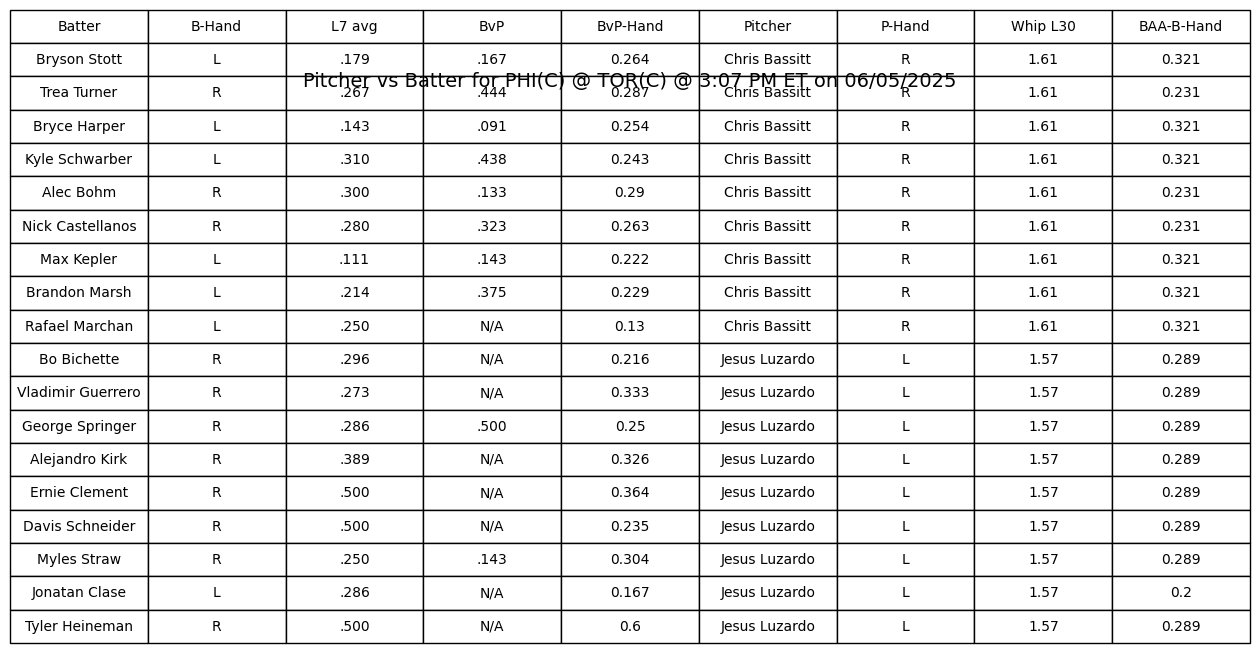 Batter B-Hand L7 avg BvP BvP-Hand Pitcher P-Hand Whip L30 BAA-B-Hand
Bryson Stott L .179 .167 0.264 Chris Bassitt R 1.61 0.321
Pitcher vs Batter for PHI(C) @ TOR(C) @ 3:07 PM ET on 06/05/2025
Trea Turner R .267 .444 0.287 Chris Bassitt R 1.61 0.231
Bryce Harper L .143 .091 0.254 Chris Bassitt R 1.61 0.321
Kyle Schwarber L .310 .438 0.243 Chris Bassitt R 1.61 0.321
Alec Bohm R .300 .133 0.29 Chris Bassitt R 1.61 0.231
Nick Castellanos R .280 .323 0.263 Chris Bassitt R 1.61 0.231
Max Kepler L .111 .143 0.222 Chris Bassitt R 1.61 0.321
Brandon Marsh L .214 .375 0.229 Chris Bassitt R 1.61 0.321
Rafael Marchan L .250 N/A 0.13 Chris Bassitt R 1.61 0.321
Bo Bichette R .296 N/A 0.216 Jesus Luzardo L 1.57 0.289
Vladimir Guerrero R .273 N/A 0.333 Jesus Luzardo L 1.57 0.289
George Springer R .286 .500 0.25 Jesus Luzardo L 1.57 0.289
Alejandro Kirk R .389 N/A 0.326 Jesus Luzardo L 1.57 0.289
Ernie Clement R .500 N/A 0.364 Jesus Luzardo L 1.57 0.289
Davis Schneider R .500 N/A 0.235 Jesus Luzardo L 1.57 0.289
Myles Straw R .250 .143 0.304 Jesus Luzardo L 1.57 0.289
Jonatan Clase L .286 N/A 0.167 Jesus Luzardo L 1.57 0.2
Tyler Heineman R .500 N/A 0.6 Jesus Luzardo L 1.57 0.289